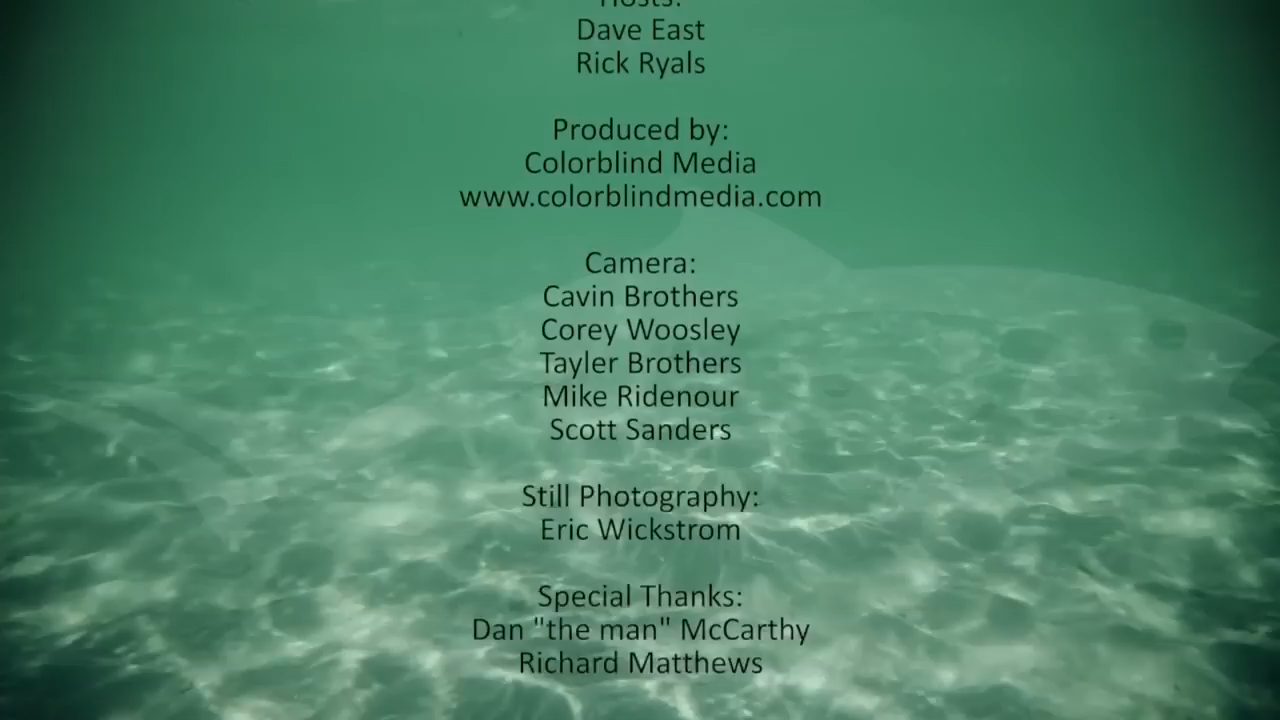 Hosts:
Dave East
Rick Ryals
Produced by:
Colorblind Media
www.colorblindmedia.com
Camera:
Cavin Brothers
Corey Woosley
Tayler Brothers
Mike Ridenour
Scott Sanders
Still Photography:
Eric Wickstrom
Special Thanks:
Dan "the man" McCarthy
Richard Matthews